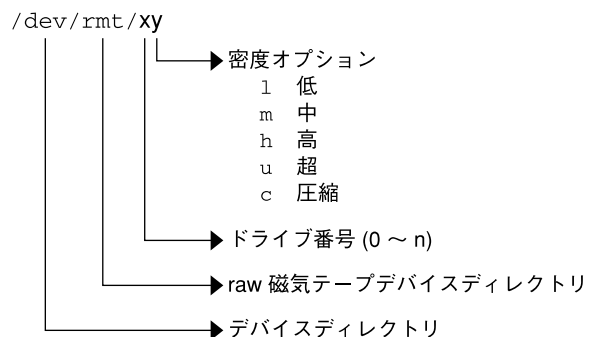 /dev/rmt/xy
密度オプション
l 低
m 中
h 高
u 超
c 圧縮
ドライブ番号 (0 ～ n)
raw 磁気テープデバイスディレクトリ
デバイスディレクトリ